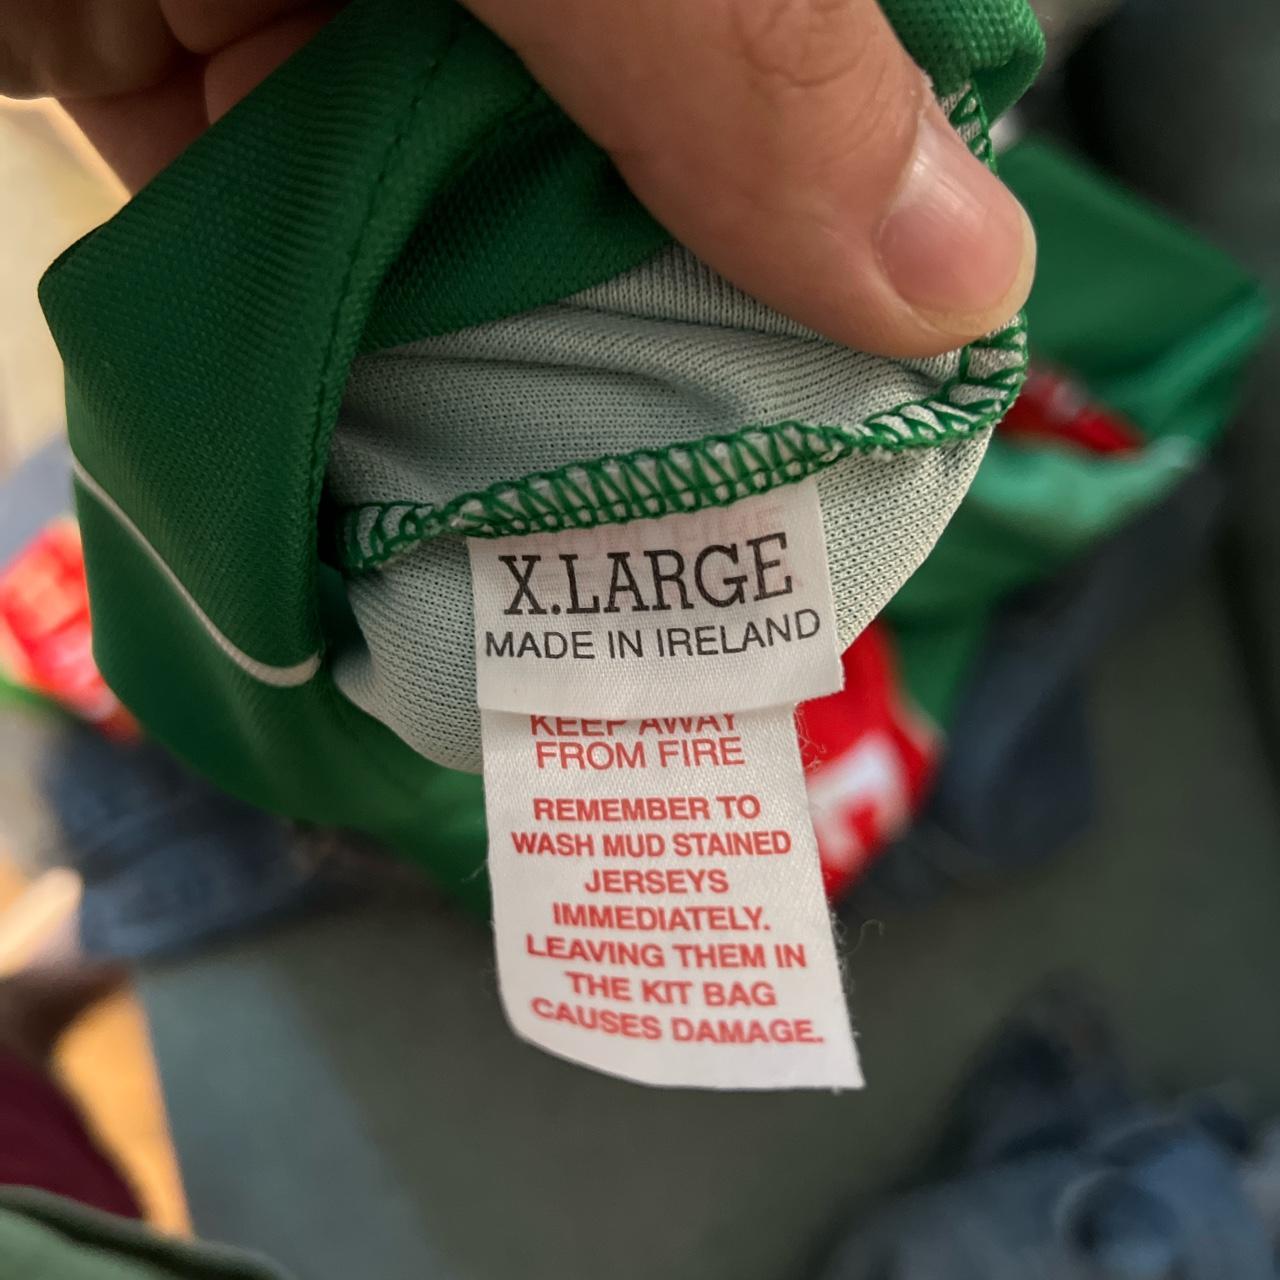 X.LARGE
MADE IN IRELAND
KEEP AWAY
FROM FIRE
REMEMBER TO
WASH MUD STAINED
JERSEYS
IMMEDIATELY.
LEAVING THEM IN
THE KIT BAG
CAUSES DAMAGE.